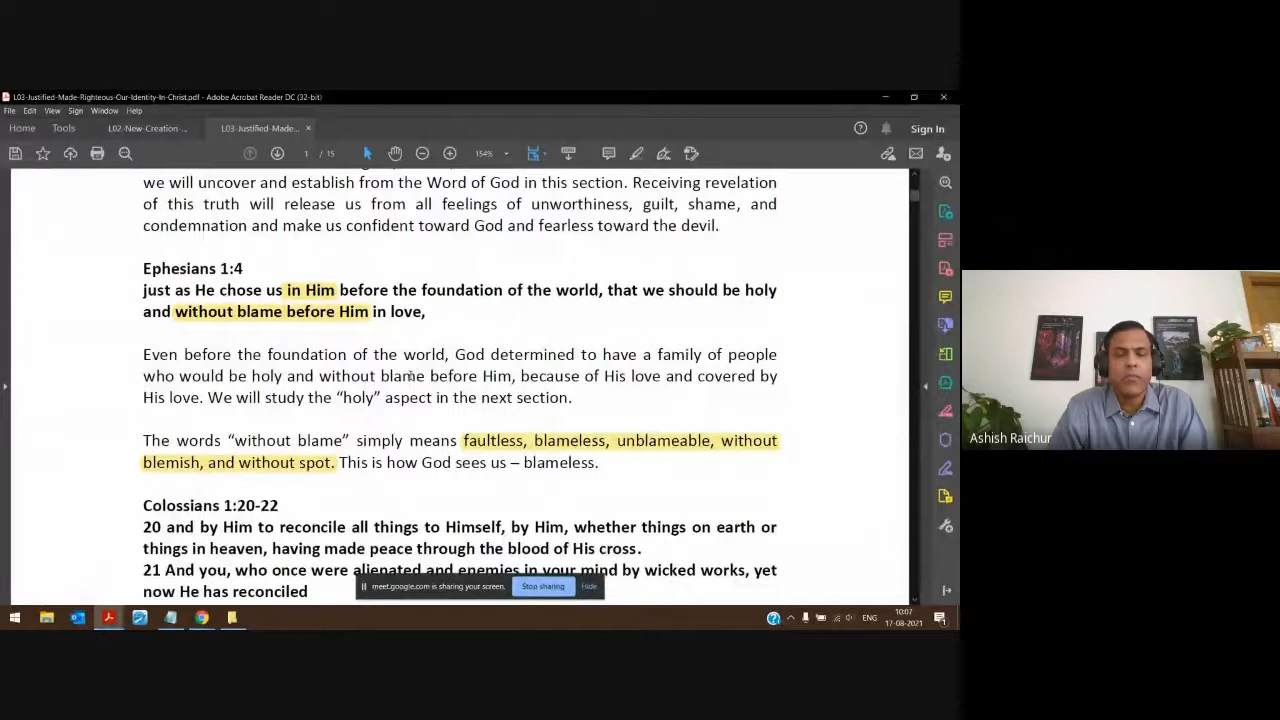 L03-Justified-Made-Righteous-Our-Identity-In-Christ.pdf - Adobe Acrobat Reader DC (32-bit)
File Edit View Sign Window Help
Home Tools L02-New-Creation-... L03-Justified-Made... × Sign In
1 / 15 154%
we will uncover and establish from the Word of God in this section. Receiving revelation
of this truth will release us from all feelings of unworthiness, guilt, shame, and
condemnation and make us confident toward God and fearless toward the devil.
Ephesians 1:4
just as He chose us in Him before the foundation of the world, that we should be holy
and without blame before Him in love,
Even before the foundation of the world, God determined to have a family of people
who would be holy and without blame before Him, because of His love and covered by
His love. We will study the “holy” aspect in the next section.
The words “without blame” simply means faultless, blameless, unblameable, without
blemish, and without spot. This is how God sees us – blameless.
Colossians 1:20-22
20 and by Him to reconcile all things to Himself, by Him, whether things on earth or
things in heaven, having made peace through the blood of His cross.
21 And you, who once were alienated and enemies in your mind by wicked works, yet
now He has reconciled
meet.google.com is sharing your screen. Stop sharing Hide
ENG
10:07
17-08-2021
Ashish Raichur